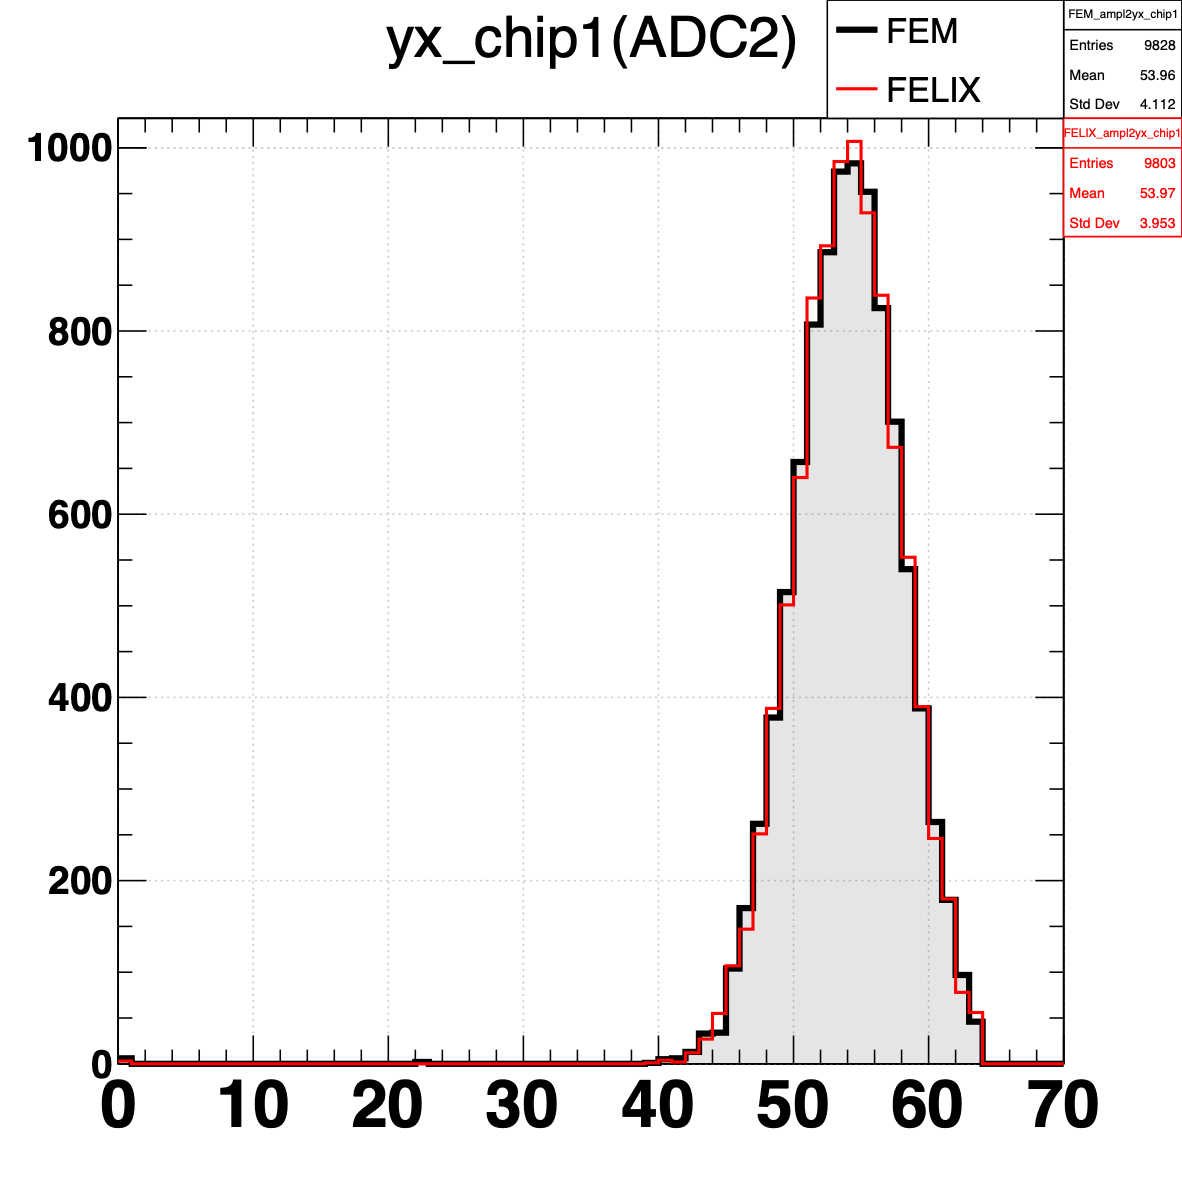 yx_chip1(ADC2)
FEM
FELIX
FEM_ampl2yx_chip1
Entries 9828
Mean 53.96
Std Dev 4.112
FELIX_ampl2yx_chip1
Entries 9803
Mean 53.97
Std Dev 3.953
1000
800
600
400
200
0
0 10 20 30 40 50 60 70